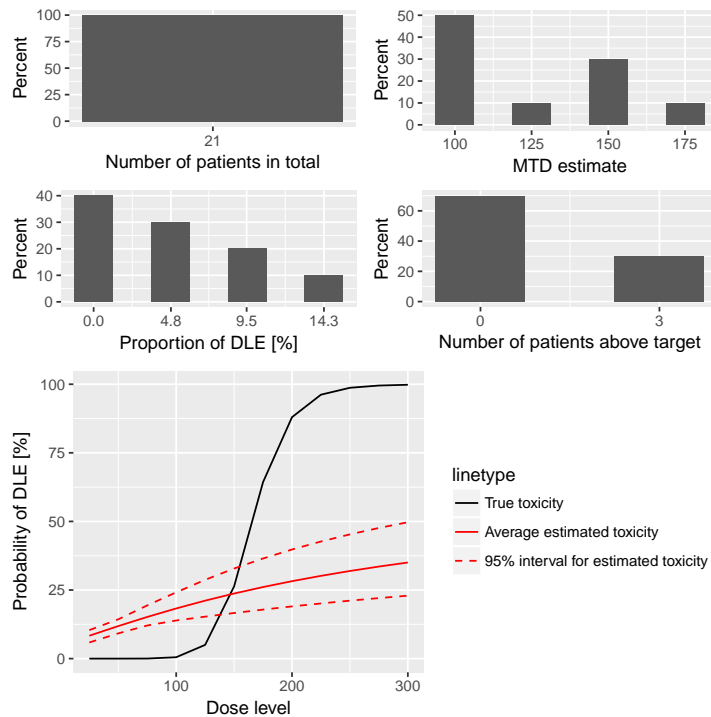 100
75
50
25
0
Percent
21
Number of patients in total
50
40
30
20
10
0
Percent
100 125 150 175
MTD estimate
40
30
20
10
0
Percent
0.0 4.8 9.5 14.3
Proportion of DLE [%]
60
40
20
0
Percent
0 3
Number of patients above target
100
75
50
25
0
Probability of DLE [%]
100 200 300
Dose level
linetype
True toxicity
Average estimated toxicity
95% interval for estimated toxicity